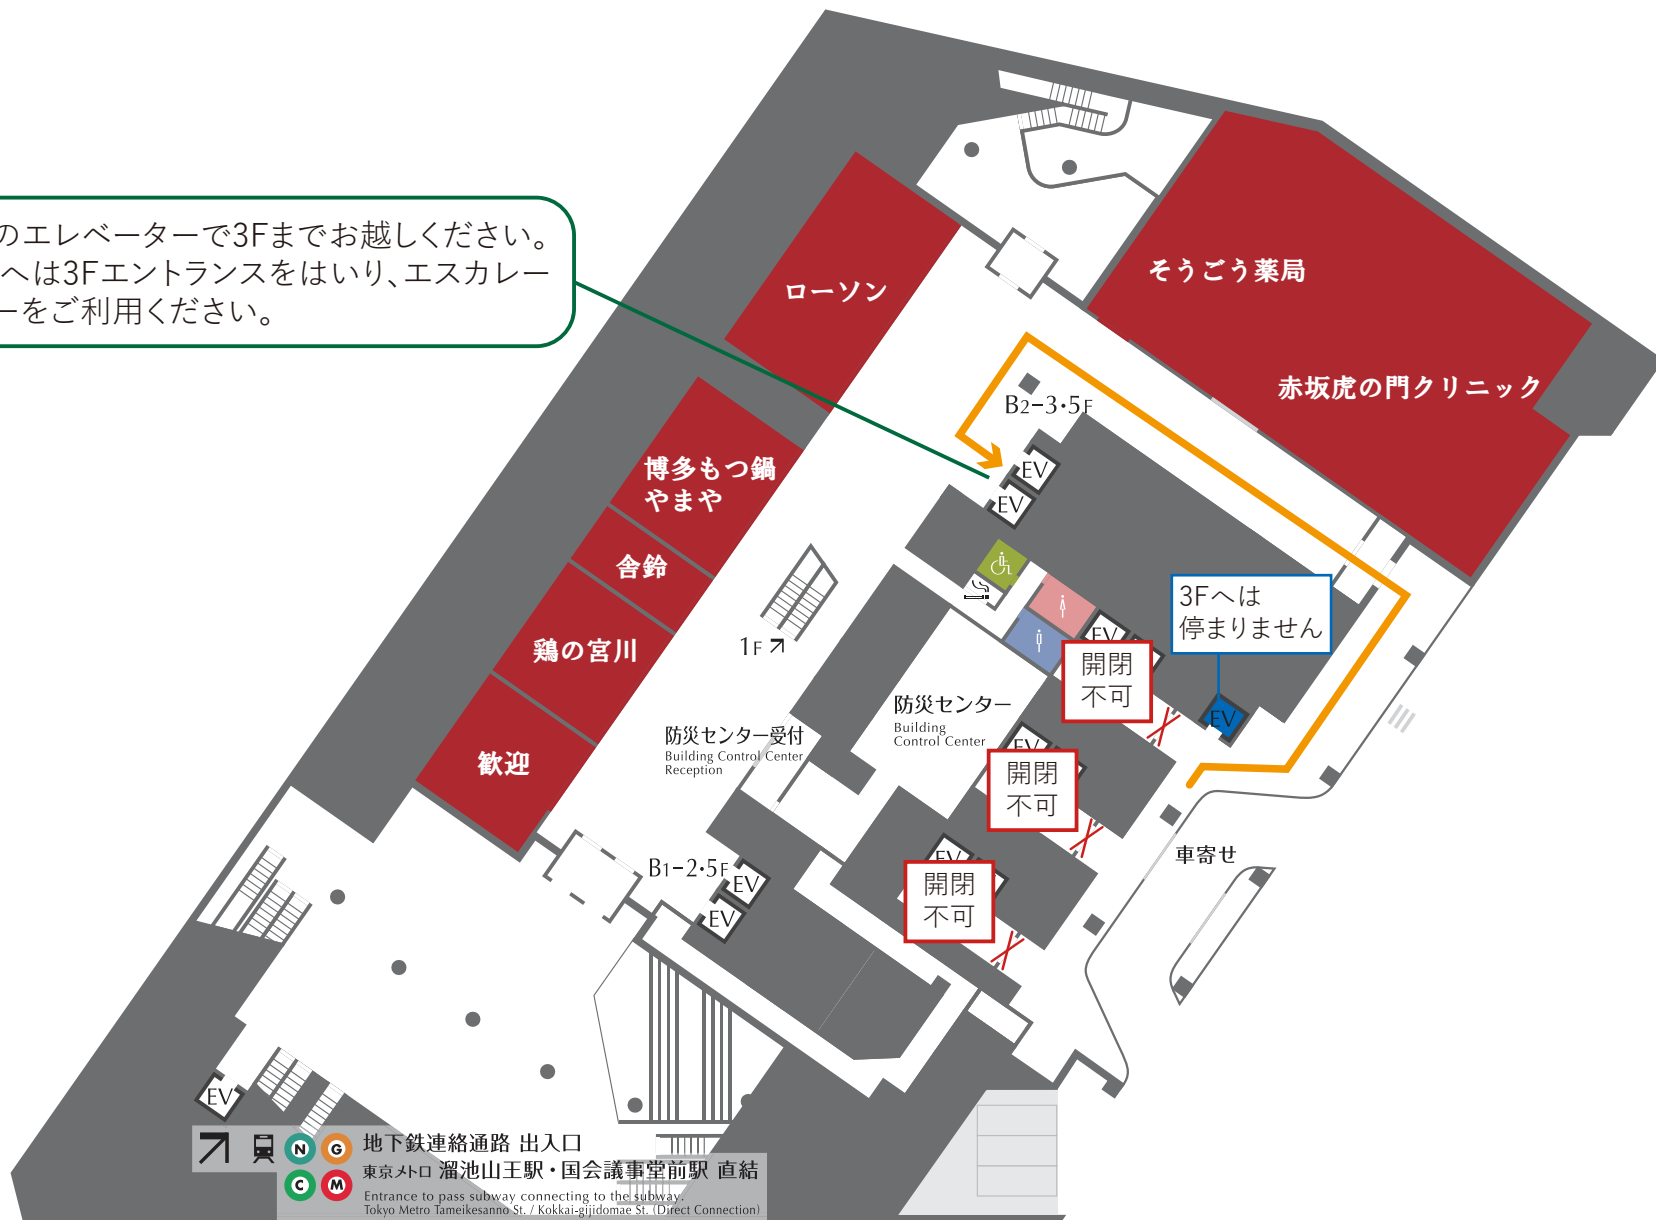 のエレベーターで3Fまでお越しください。
へは3Fエントランスをはいり、エスカレー
ーをご利用ください。
ローソン
そうごう薬局
赤坂虎の門クリニック
B2-3・5F
EV
EV
博多もつ鍋
やまや
舎鈴
鶏の宮川
歓迎
1F
3Fへは
停まりません
EV
EV
開閉
不可
防災センター
Building
Control Center
防災センター受付
Building Control Center
Reception
EV
開閉
不可
車寄せ
B1-2・5F
EV
EV
EV
開閉
不可
EV
N
G
C
M
地下鉄連絡通路 出入口
東京メトロ 溜池山王駅・国会議事堂前駅 直結
Entrance to pass subway connecting to the subway.
Tokyo Metro Tameikesanno St. / Kokkai-gijidomae St. (Direct Connection)